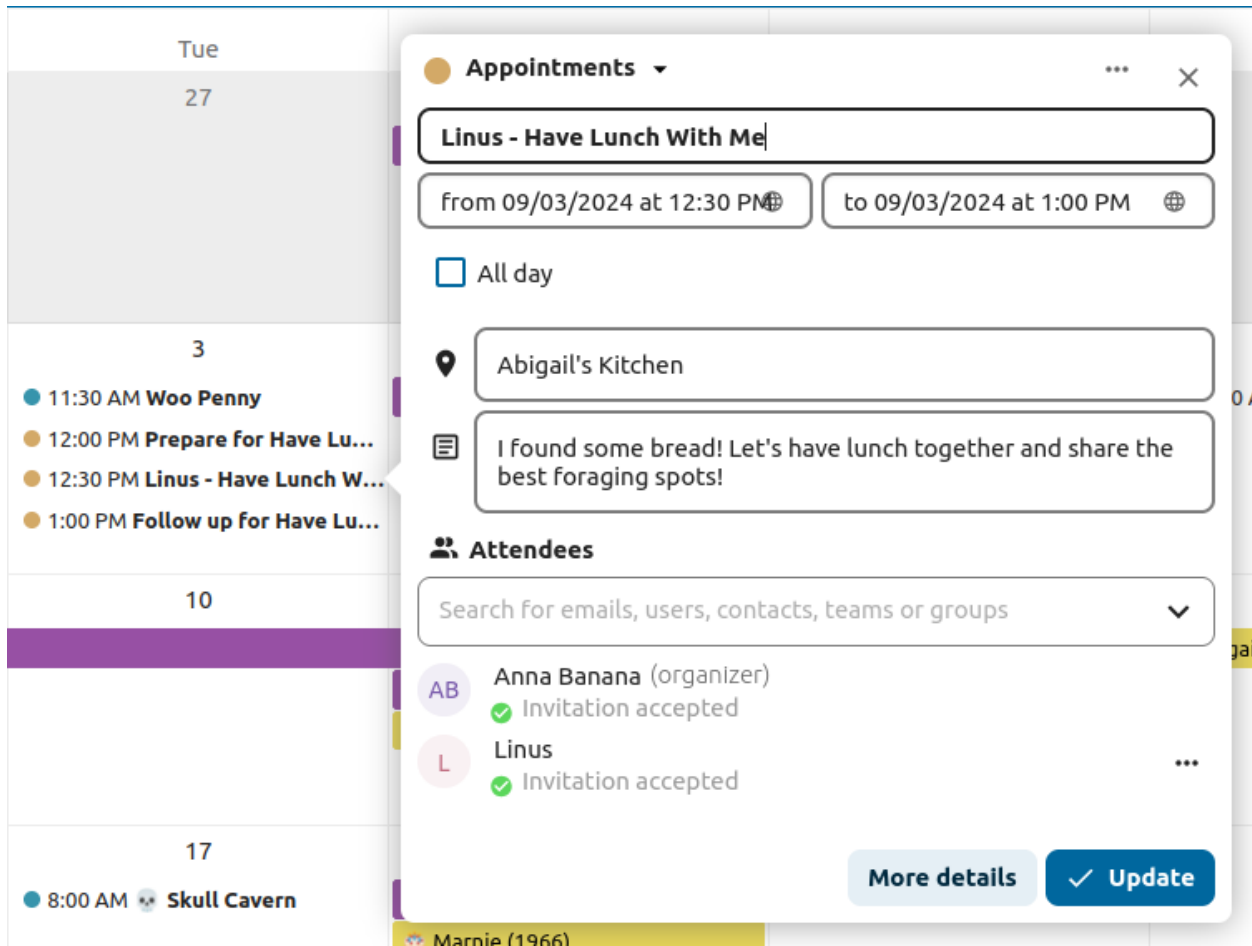 Tue
27
3
11:30 AM Woo Penny
12:00 PM Prepare for Have Lu...
12:30 PM Linus - Have Lunch W...
1:00 PM Follow up for Have Lu...
10
17
8:00 AM 💀 Skull Cavern
Appointments
Linus - Have Lunch With Me
from 09/03/2024 at 12:30 PM
to 09/03/2024 at 1:00 PM
All day
Abigail's Kitchen
I found some bread! Let's have lunch together and share the
best foraging spots!
Attendees
Search for emails, users, contacts, teams or groups
AB
Anna Banana (organizer)
Invitation accepted
L
Linus
Invitation accepted
More details
Update
Marnie (1966)